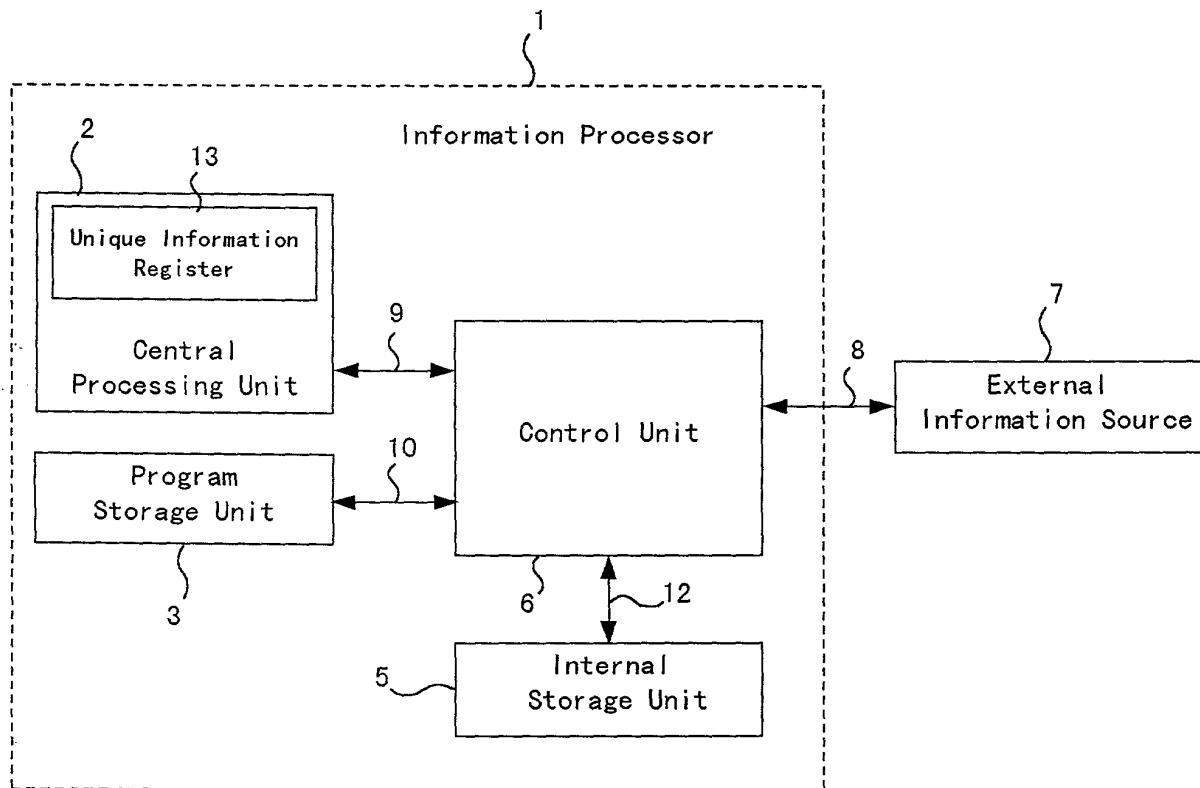 1
Information Processor
2
13
Unique Information
Register
Central
Processing Unit
9
Control Unit
8
7
External
Information Source
Program
Storage Unit
10
3
6
12
5
Internal
Storage Unit